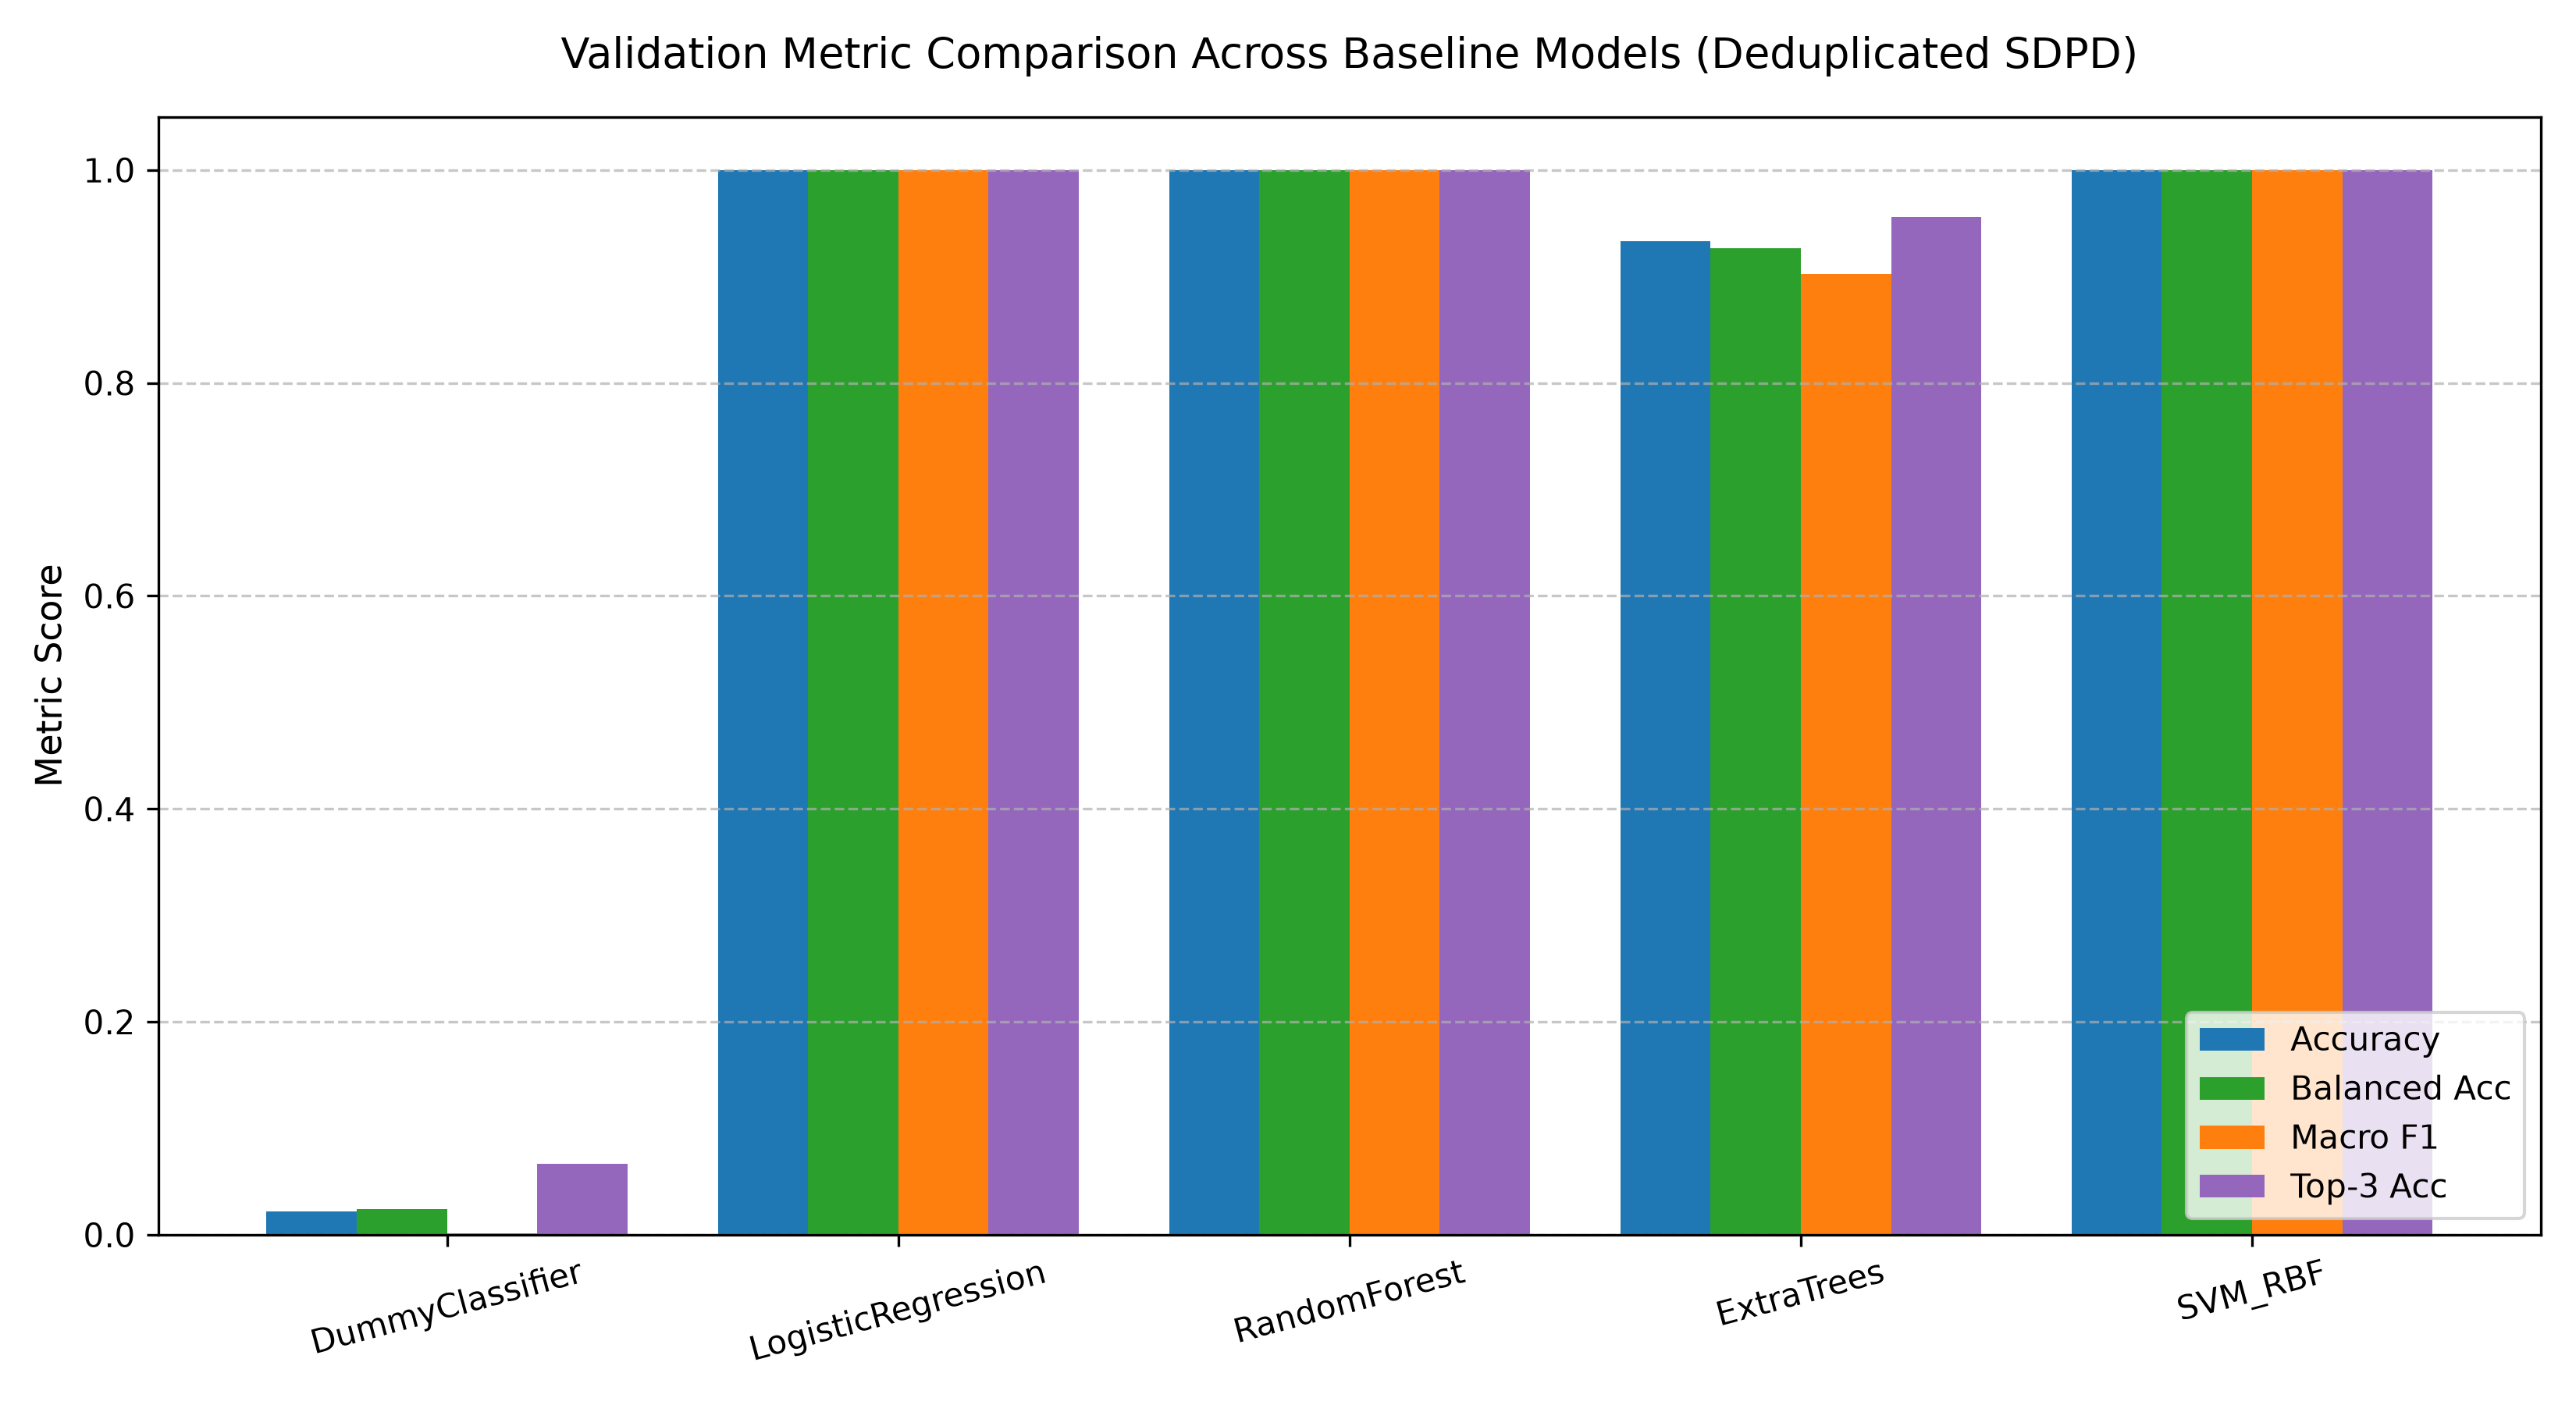 Validation Metric Comparison Across Baseline Models (Deduplicated SDPD)
Metric Score
1.0
0.8
0.6
0.4
0.2
0.0
Accuracy
Balanced Acc
Macro F1
Top-3 Acc
DummyClassifier
LogisticRegression
RandomForest
ExtraTrees
SVM_RBF